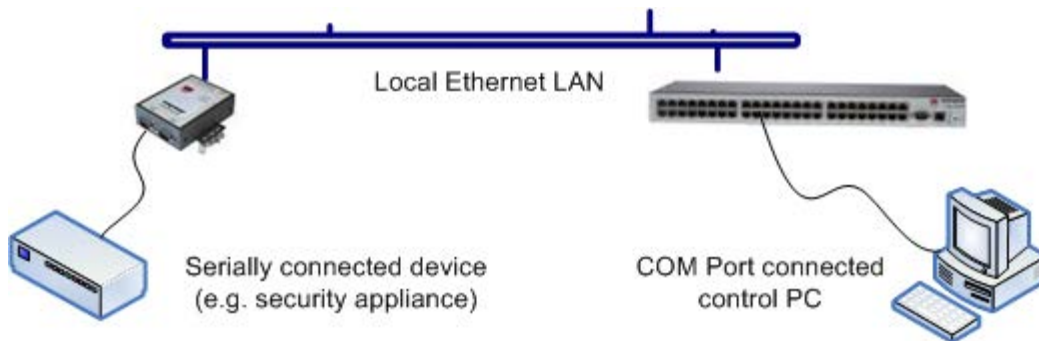 Local Ethernet LAN
Serially connected device
(e.g. security appliance)
COM Port connected
control PC